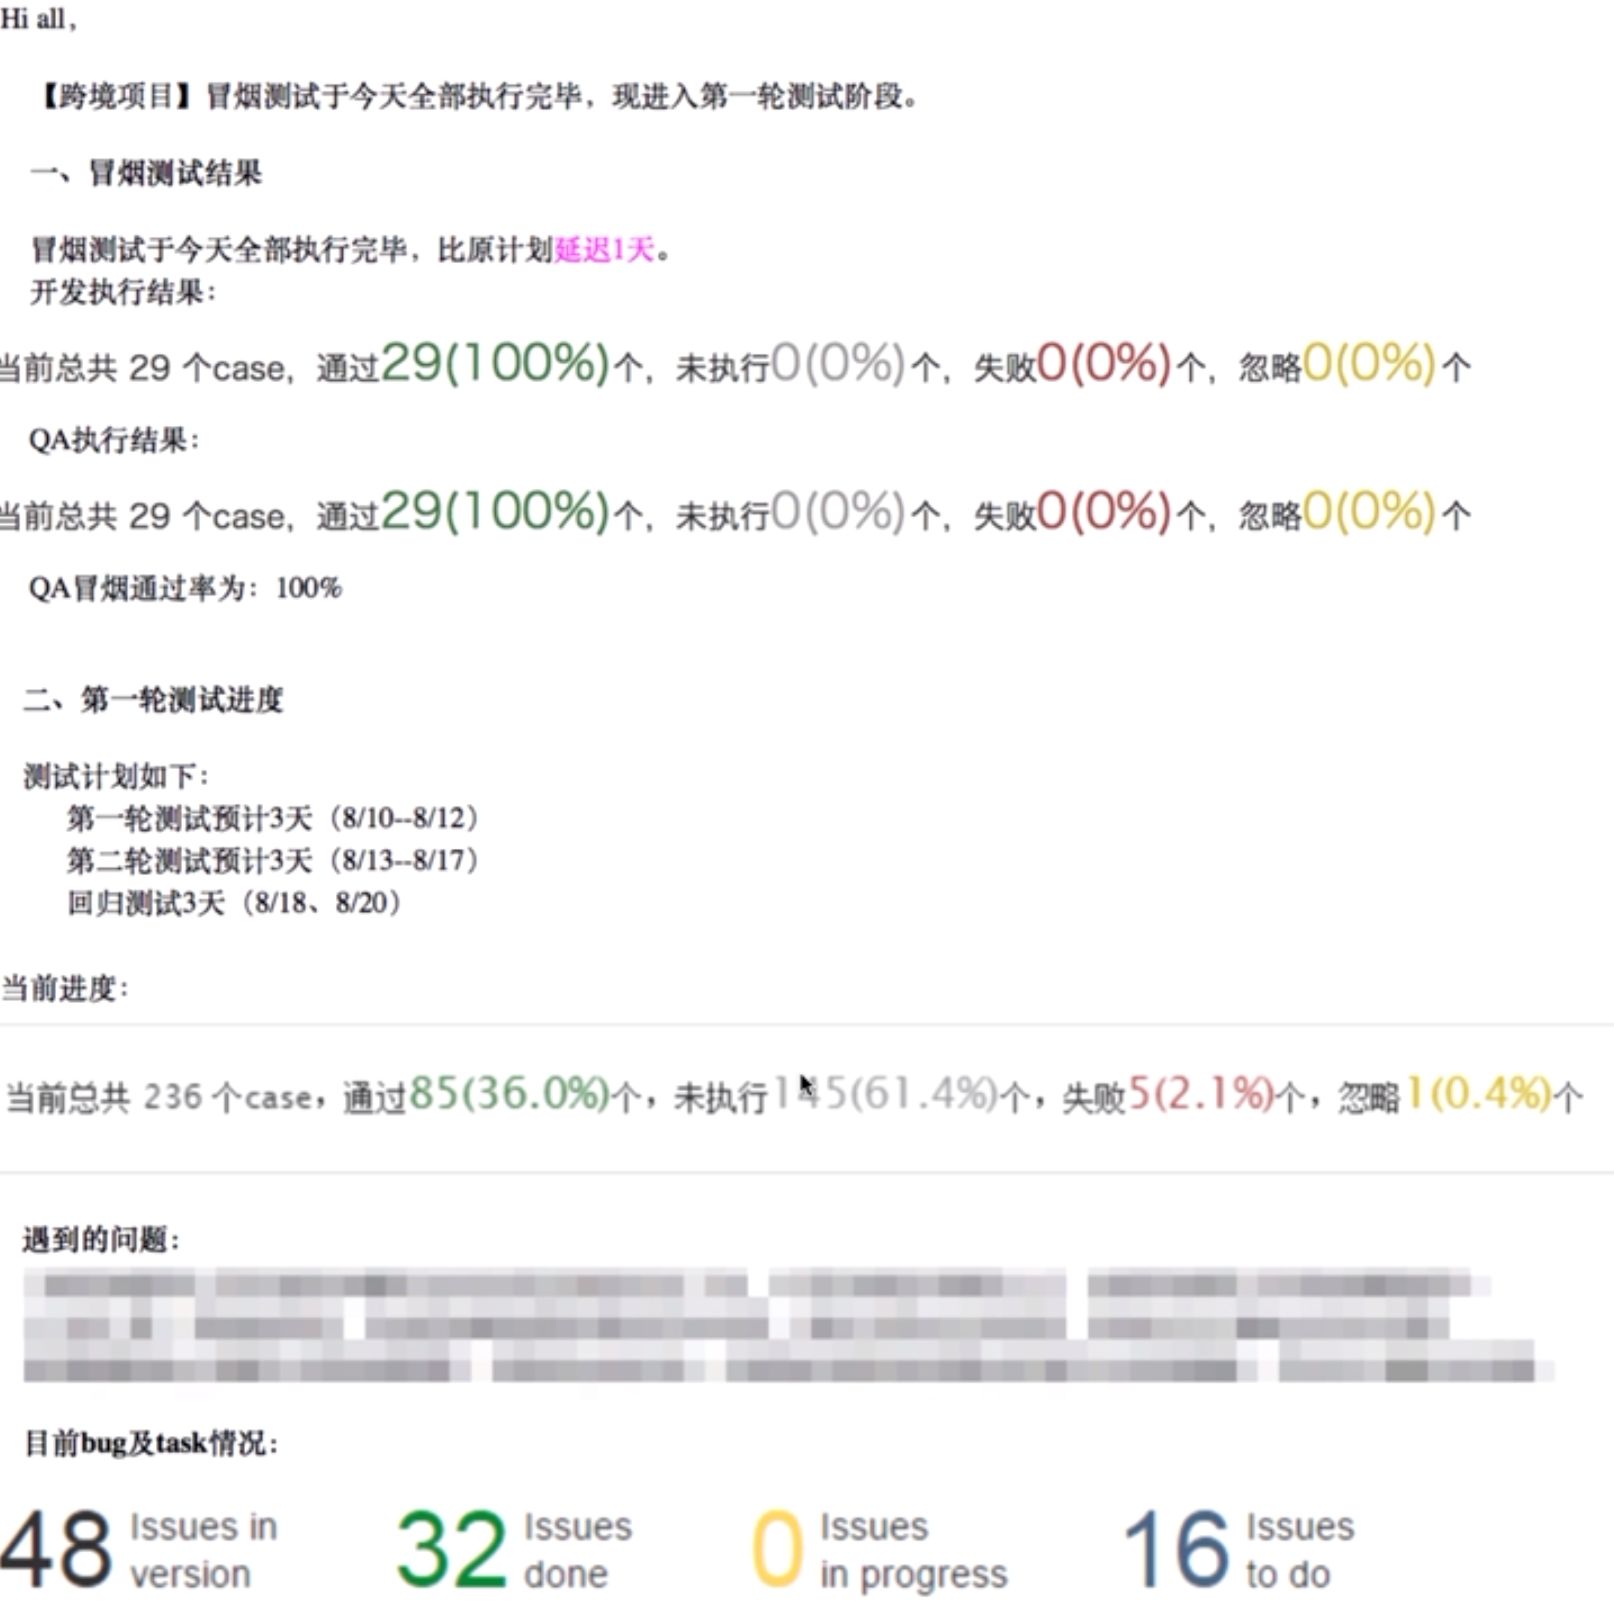 Hi all,
【跨境项目】冒烟测试于今天全部执行完毕，现进入第一轮测试阶段。
一、冒烟测试结果
冒烟测试于今天全部执行完毕，比原计划延迟1天。
开发执行结果：
当前总共 29 个case，通过29(100%)个，未执行0(0%)个，失败0(0%)个，忽略0(0%)个
QA执行结果：
当前总共 29 个case，通过29(100%)个，未执行0(0%)个，失败0(0%)个，忽略0(0%)个
QA冒烟通过率为：100%
二、第一轮测试进度
测试计划如下：
第一轮测试预计3天（8/10--8/12）
第二轮测试预计3天（8/13--8/17）
回归测试3天（8/18、8/20）
当前进度：
当前总共 236 个case，通过85(36.0%)个，未执行145(61.4%)个，失败5(2.1%)个，忽略1(0.4%)个
遇到的问题：
目前bug及task情况：
48 Issues in version
32 Issues done
0 Issues in progress
16 Issues to do